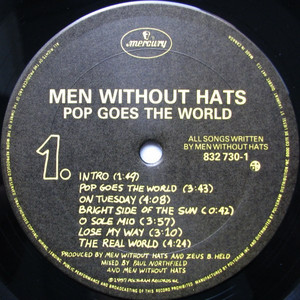 mercury
MEN WITHOUT HATS
POP GOES THE WORLD
ALL SONGS WRITTEN
BY MEN WITHOUT HATS
832 730-1
1.
INTRO (1:49)
POP GOES THE WORLD (3:43)
ON TUESDAY (4:08)
BRIGHT SIDE OF THE SUN (0:42)
O SOLE MIO (3:57)
LOSE MY WAY (3:10)
THE REAL WORLD (4:24)
PRODUCED BY MEN WITHOUT HATS AND ZEUS B. HELD
MIXED BY PAUL NORTHFIELD
AND MEN WITHOUT HATS